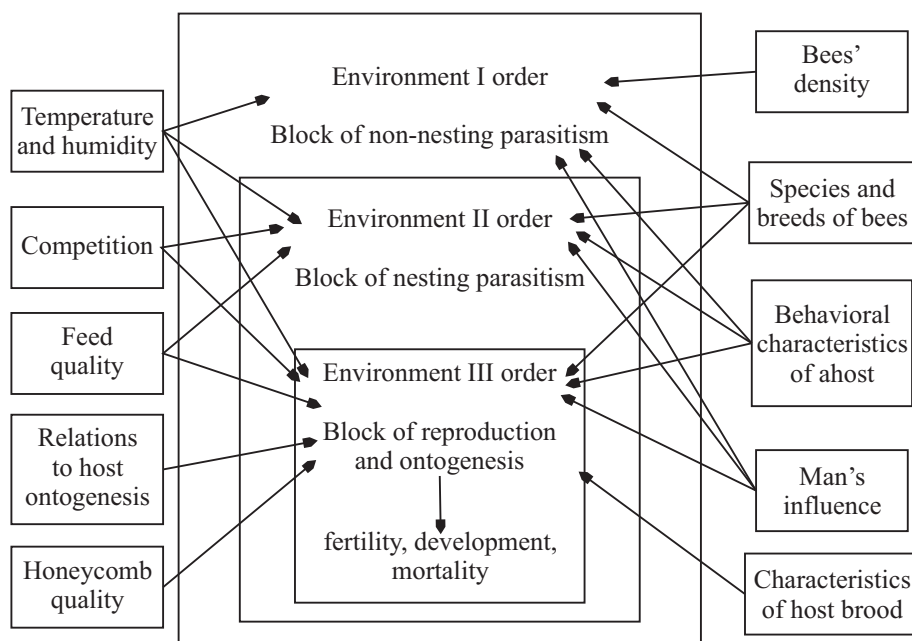 Environment I order
Block of non-nesting parasitism
Environment II order
Block of nesting parasitism
Environment III order
Block of reproduction
and ontogenesis
fertility, development,
mortality
Temperature
and humidity
Competition
Feed
quality
Relations
to host
ontogenesis
Honeycomb
quality
Bees’
density
Species and
breeds of bees
Behavioral
characteristics
of ahost
Man’s
influence
Characteristics
of host brood